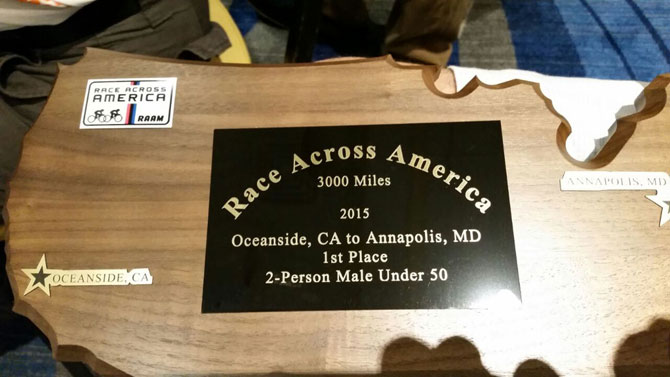 RACE ACROSS
AMERICA
RAAM
Race Across America
3000 Miles
2015
Oceanside, CA to Annapolis, MD
1st Place
2-Person Male Under 50
ANNAPOLIS, MD
OCEANSIDE, CA